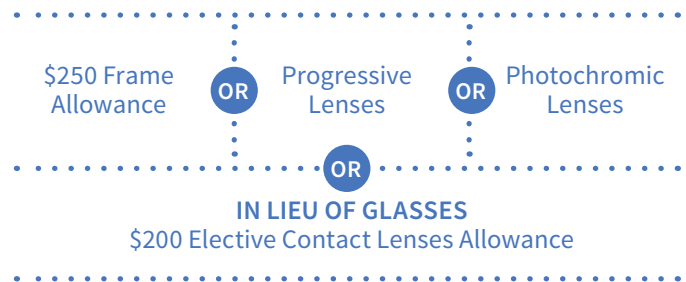 $250 Frame
Allowance
OR
Progressive
Lenses
OR
Photochromic
Lenses
OR
IN LIEU OF GLASSES
$200 Elective Contact Lenses Allowance